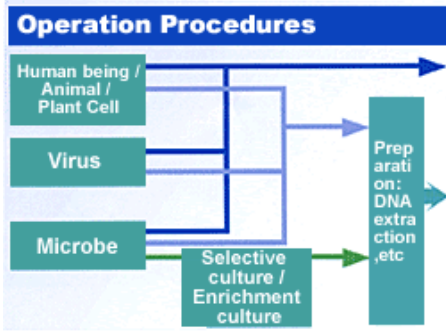 Operation Procedures
Human being /
Animal /
Plant Cell
Virus
Microbe
Selective
culture /
Enrichment
culture
Prep
arati
on:
DNA
extra
ction
,etc